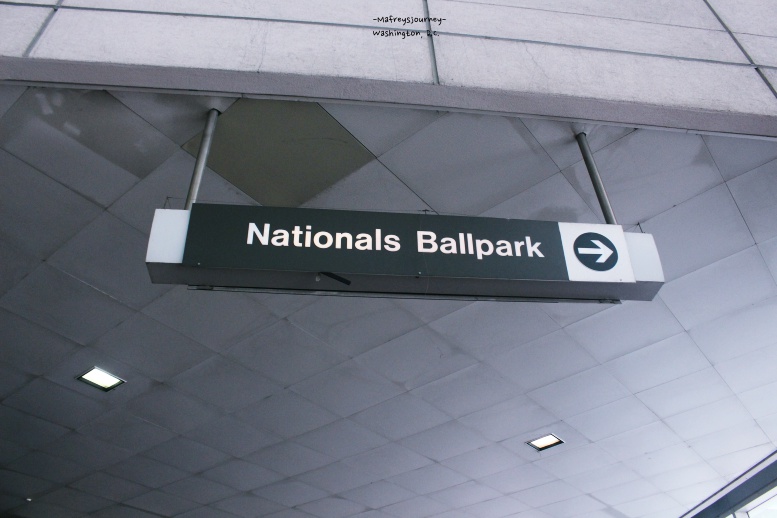 -Mafreysjourney-
Washington, D.C.
Nationals Ballpark